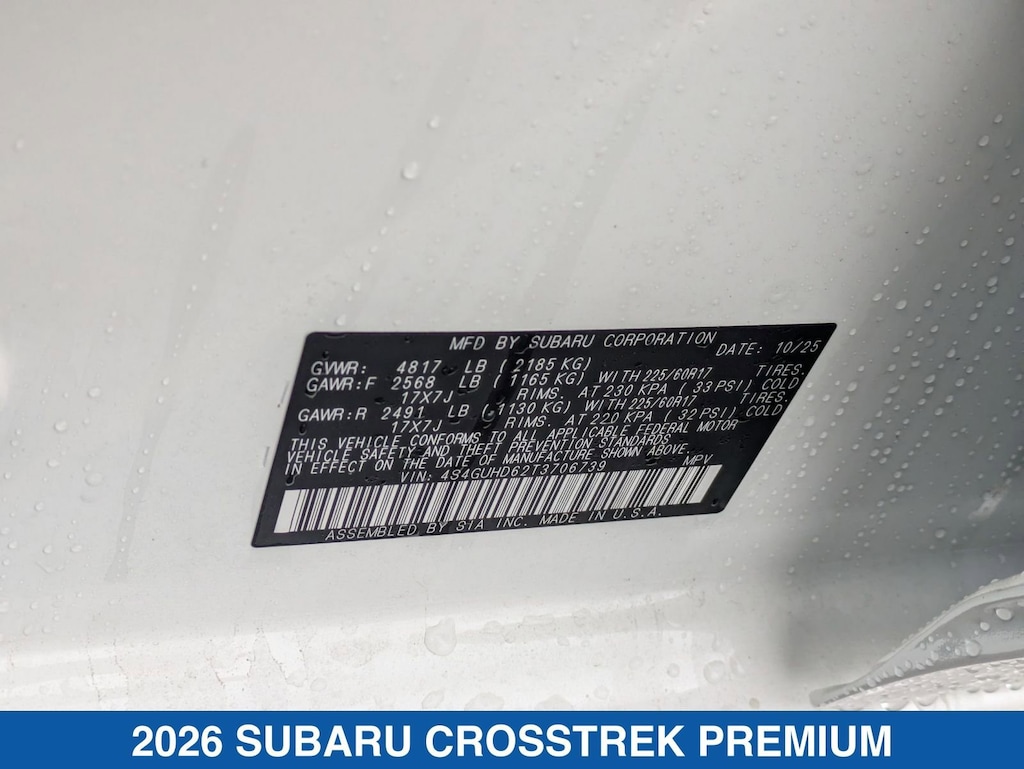 MFD BY SUBARU CORPORATION
DATE: 10/25
GVWR: 4817 LB ( 2185 KG)
GAWR:F 2568 LB ( 1165 KG) WITH 225/60R17 TIRES.
17X7J RIMS. AT 230 KPA ( 33 PSI) COLD
GAWR:R 2491 LB ( 1130 KG) WITH 225/60R17 TIRES.
17X7J RIMS. AT 220 KPA ( 32 PSI) COLD
THIS VEHICLE CONFORMS TO ALL APPLICABLE FEDERAL MOTOR
VEHICLE SAFETY AND THEFT PREVENTION STANDARDS
IN EFFECT ON THE DATE OF MANUFACTURE SHOWN ABOVE.
VIN: 4S4GUHD62T3706739 MPV
ASSEMBLED BY SIA INC. MADE IN U.S.A.
2026 SUBARU CROSSTREK PREMIUM